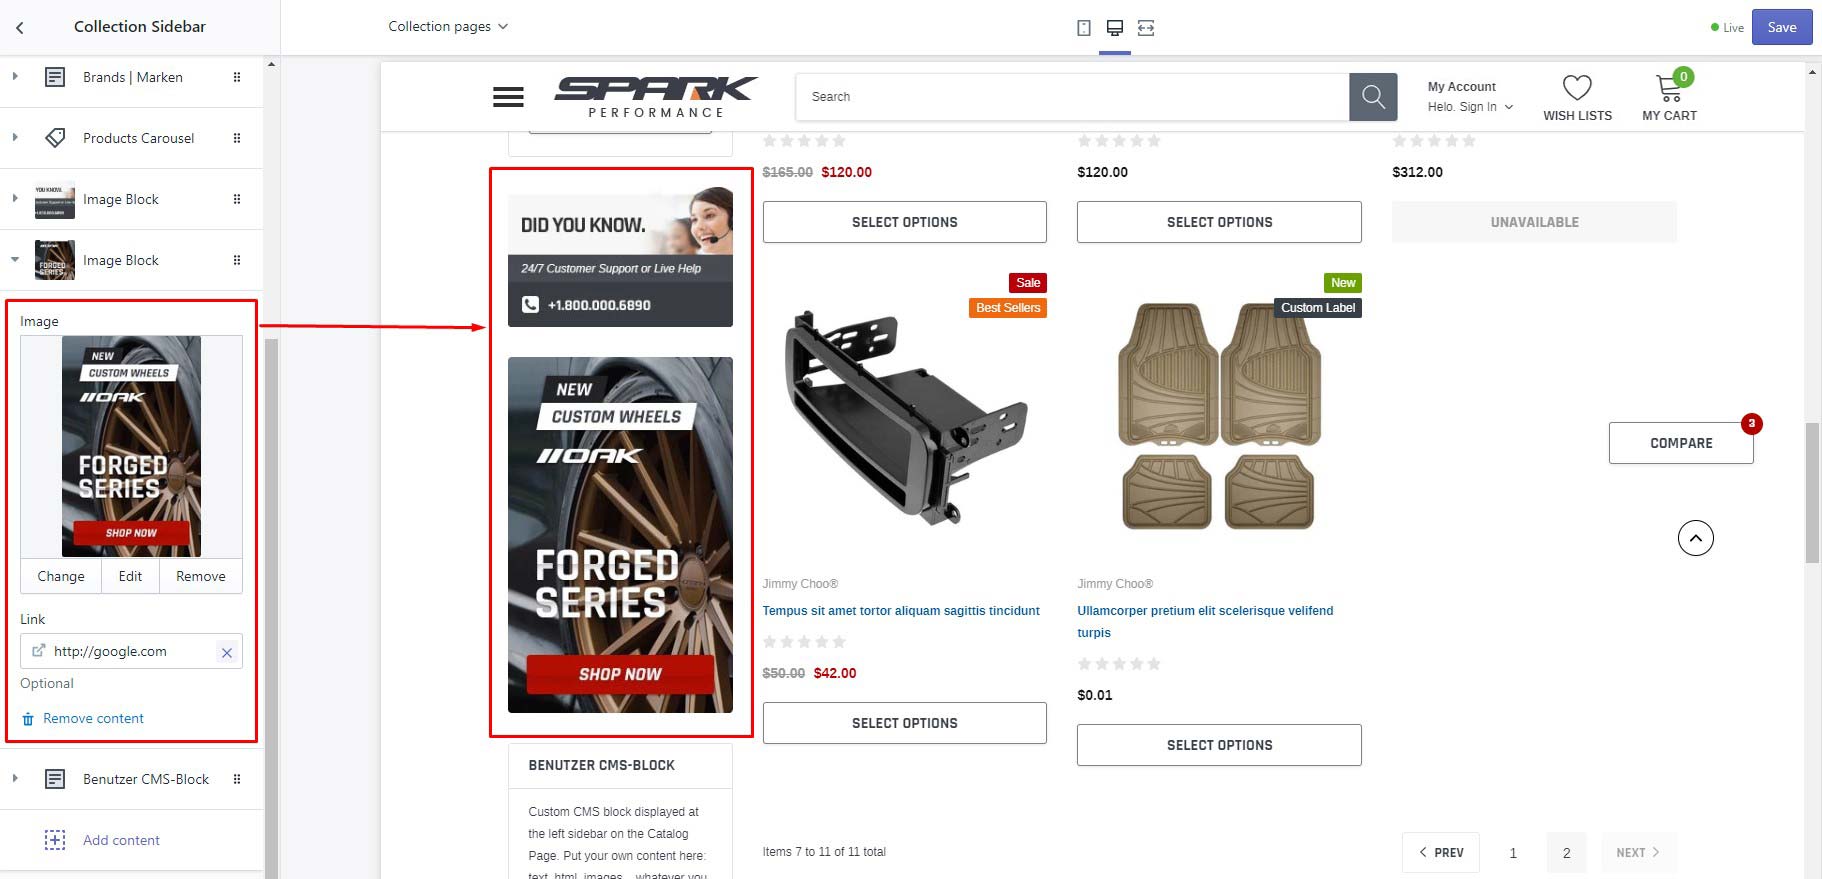 Collection Sidebar
Collection pages
Live
Save
Brands | Marken
Products Carousel
Image Block
Image Block
Image
NEW
CUSTOM WHEELS
OAK
FORGED
SERIES
SHOP NOW
Change
Edit
Remove
Link
http://google.com
Optional
Remove content
Benutzer CMS-Block
Add content
SPARK
PERFORMANCE
Search
My Account
Helo. Sign In
WISH LISTS
0
MY CART
$165.00 $120.00
SELECT OPTIONS
$120.00
SELECT OPTIONS
$312.00
UNAVAILABLE
DID YOU KNOW.
24/7 Customer Support or Live Help
+1.800.000.6890
NEW
CUSTOM WHEELS
OAK
FORGED
SERIES
SHOP NOW
BENUTZER CMS-BLOCK
Custom CMS block displayed at
the left sidebar on the Catalog
Page. Put your own content here:
text, html, images... whatever you
Sale
Best Sellers
Jimmy Choo®
Tempus sit amet tortor aliquam sagittis tincidunt
$50.00 $42.00
SELECT OPTIONS
New
Custom Label
Jimmy Choo®
Ullamcorper pretium elit scelerisque velifend
turpis
$0.01
SELECT OPTIONS
3
COMPARE
Items 7 to 11 of 11 total
PREV
1
2
NEXT